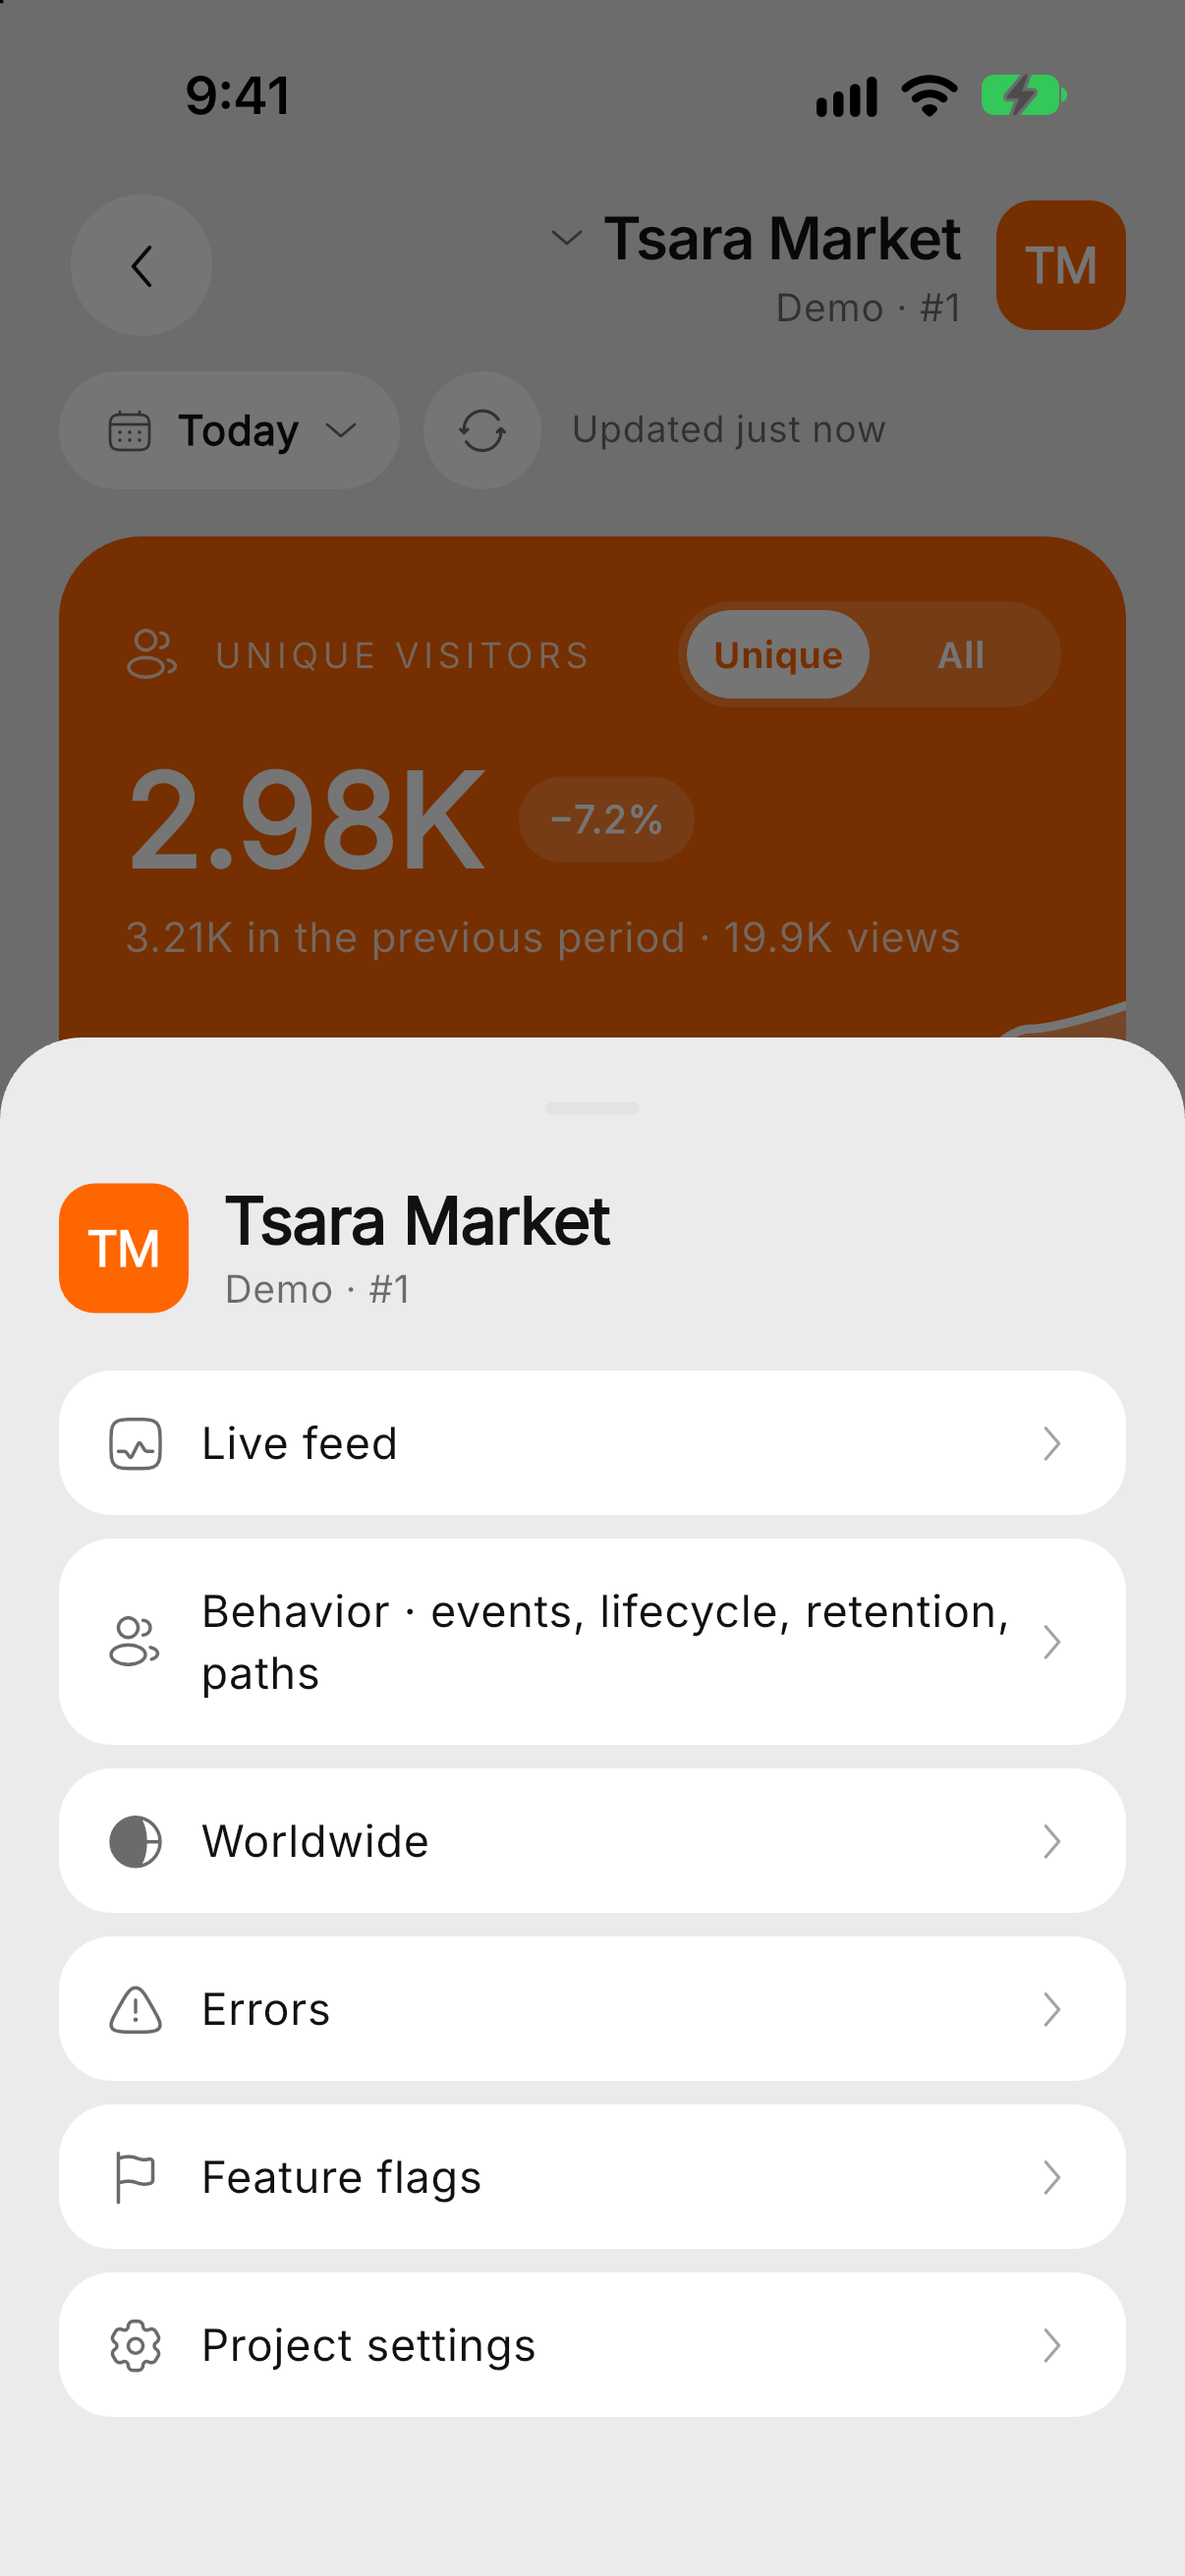 9:41
Tsara Market
Demo · #1
TM
Today
Updated just now
UNIQUE VISITORS
Unique
All
2.98K
−7.2%
3.21K in the previous period · 19.9K views
TM
Tsara Market
Demo · #1
Live feed
Behavior · events, lifecycle, retention,
paths
Worldwide
Errors
Feature flags
Project settings